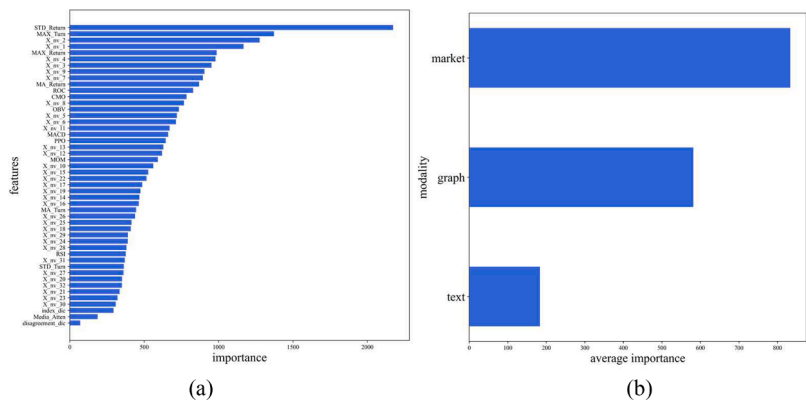 features
STD_Return
MAX_Turn
X_nv_2
X_nv_1
MAX_Return
X_nv_4
X_nv_3
X_nv_9
X_nv_7
MA_Return
ROC
CMO
X_nv_8
OBV
X_nv_5
X_nv_6
X_nv_11
MACD
PPO
X_nv_13
X_nv_12
MOM
X_nv_10
X_nv_15
X_nv_22
X_nv_17
X_nv_19
X_nv_14
X_nv_16
MA_Turn
X_nv_26
X_nv_25
X_nv_18
X_nv_29
X_nv_24
X_nv_28
RSI
X_nv_31
STD_Turn
X_nv_27
X_nv_20
X_nv_32
X_nv_21
X_nv_23
X_nv_30
index_dic
Media_Atten
disagreement_dic
0 500 1000 1500 2000
importance
(a)
modality
market
graph
text
0 100 200 300 400 500 600 700 800
average importance
(b)